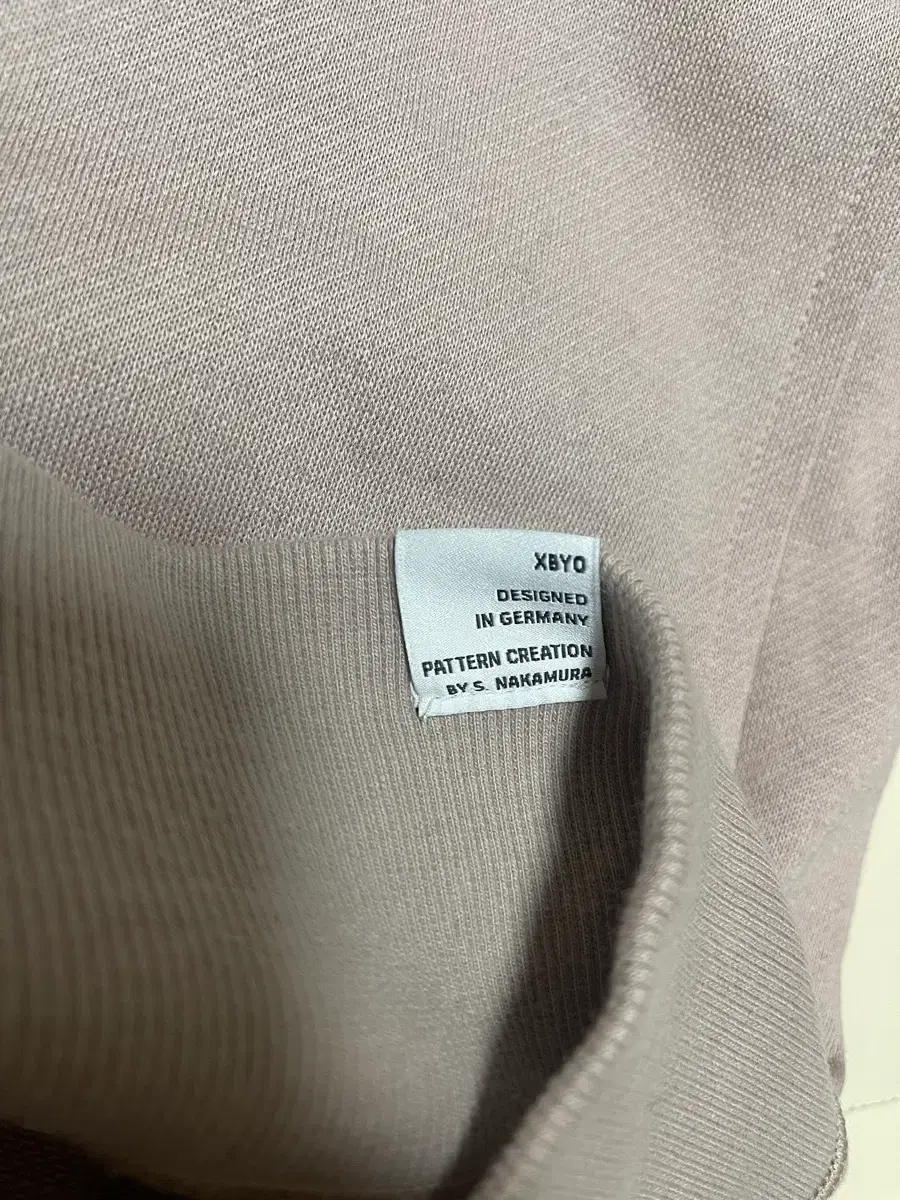 XBYO
DESIGNED
IN GERMANY
PATTERN CREATION
BY S. NAKAMURA